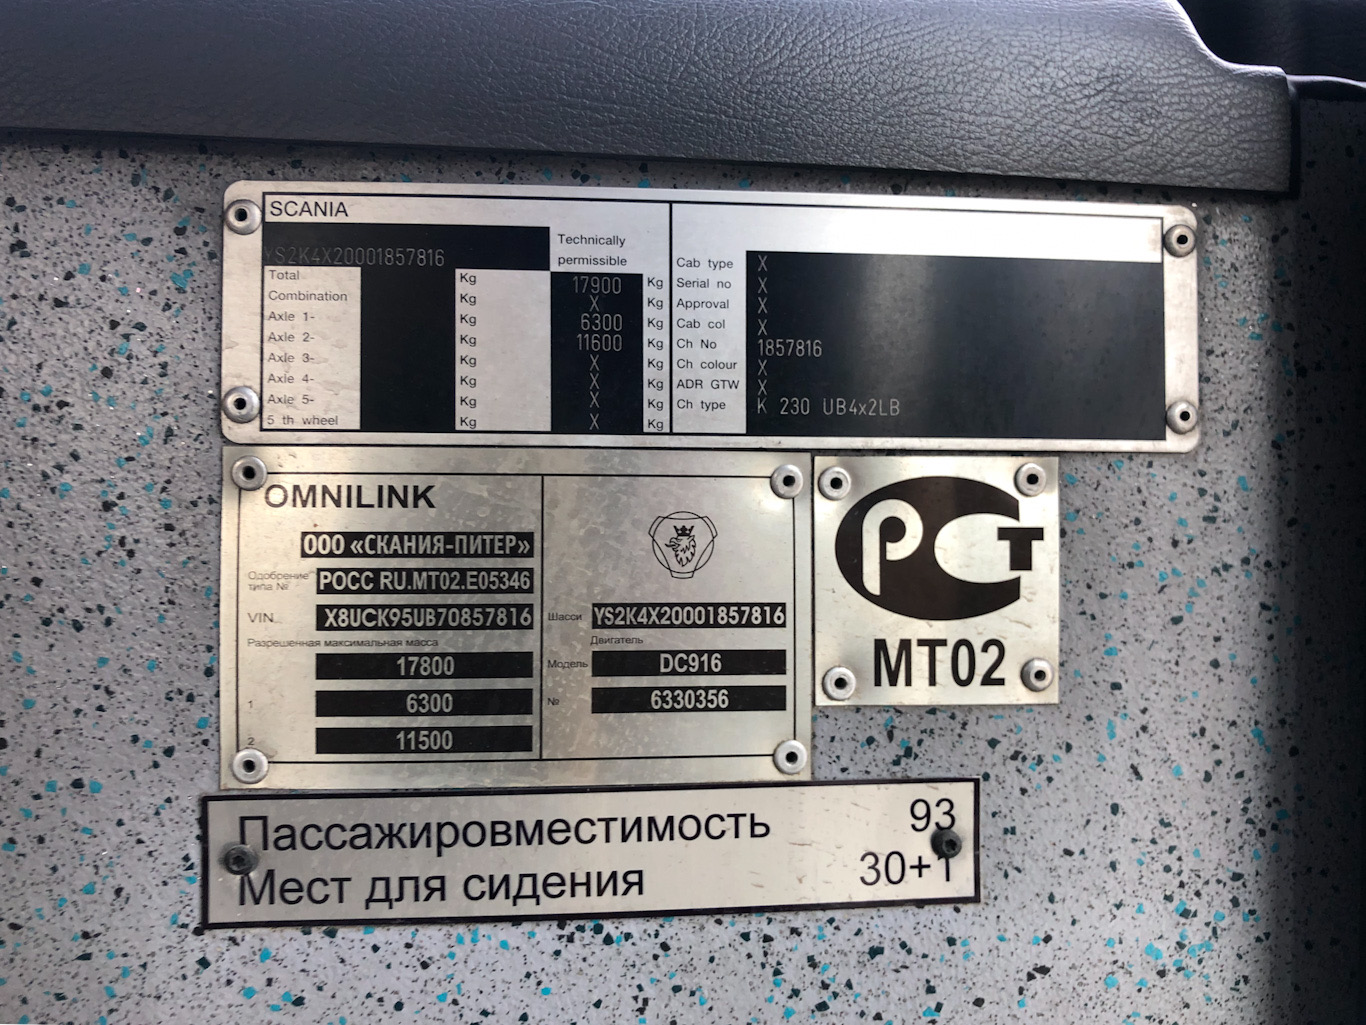 SCANIA
YS2K4X20001857816
Technically
permissible
Total Kg 17900 Kg
Combination Kg X Kg
Axle 1- Kg 6300 Kg
Axle 2- Kg 11600 Kg
Axle 3- Kg X Kg
Axle 4- Kg X Kg
Axle 5- Kg X Kg
5 th wheel Kg X Kg
Cab type X
Serial no X
Approval X
Cab col X
Ch No 1857816
Ch colour X
ADR GTW X
Ch type K 230 UB4x2LB
OMNILINK
ООО «СКАНИЯ-ПИТЕР»
Одобрение
типа № РОСС RU.МТ02.Е05346
VIN X8UCK95UB70857816
Разрешенная максимальная масса
17800
1 6300
2 11500
Шасси YS2K4X20001857816
Двигатель
Модель DC916
№ 6330356
РСТ
МТ02
Пассажировместимость 93
Мест для сидения 30+1